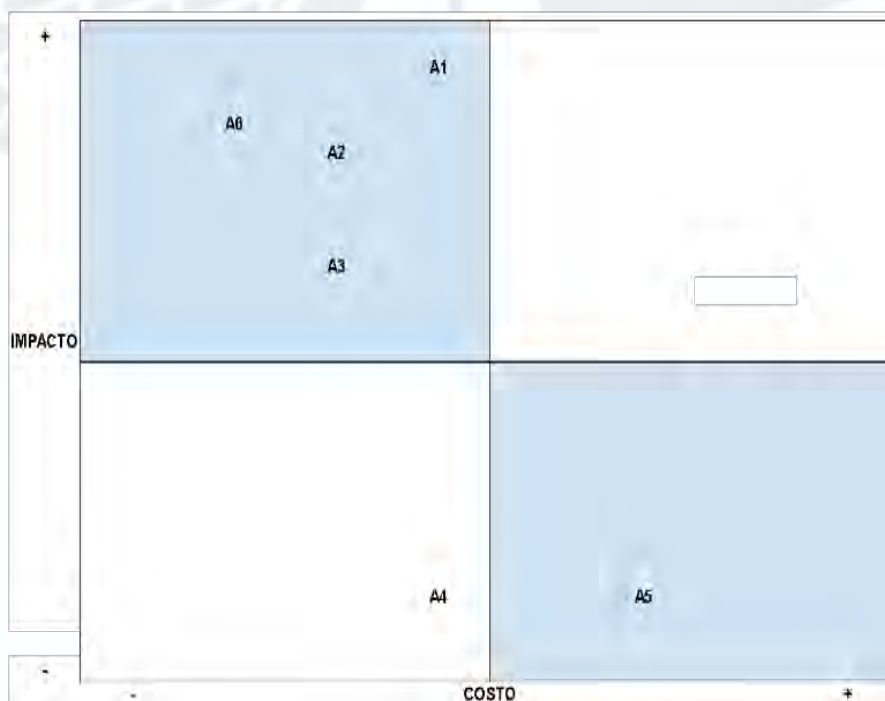 +
A1
A6
A2
A3
IMPACTO
A4
A5
-
-
COSTO
+